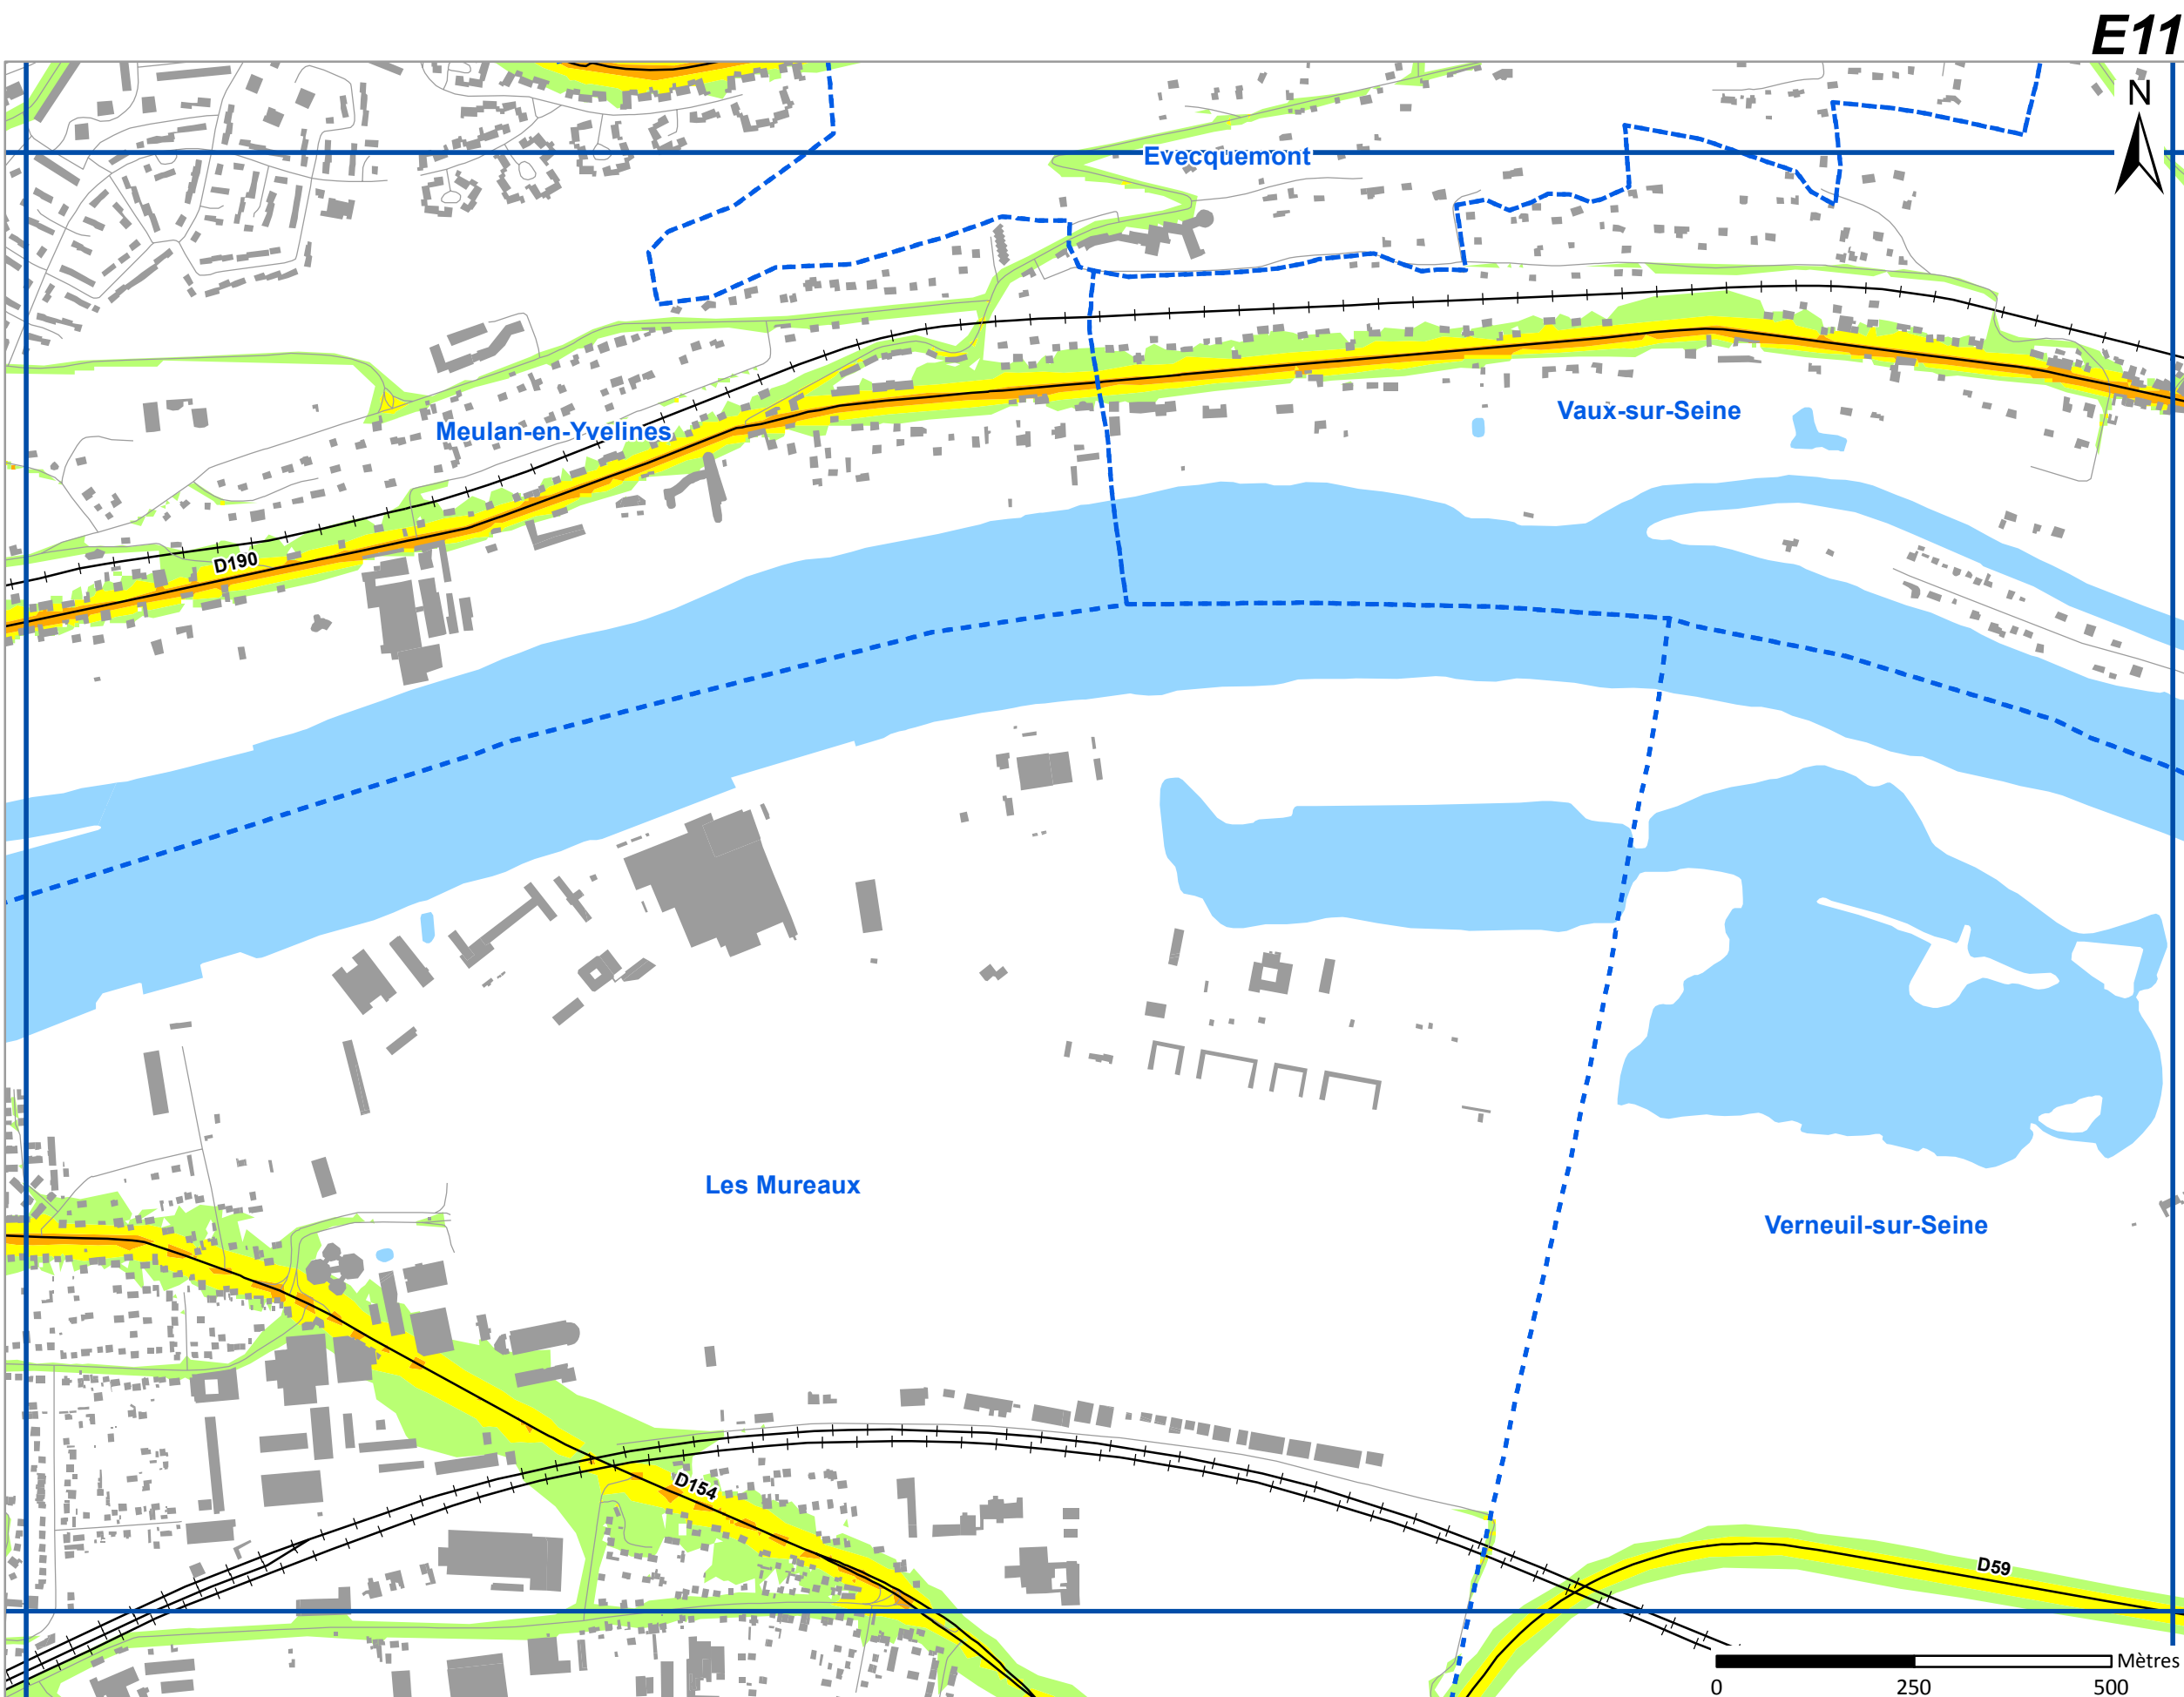 E11
N
Evecquemont
Vaux-sur-Seine
Meulan-en-Yvelines
D190
Les Mureaux
Verneuil-sur-Seine
D154
D59
Mètres
0 250 500